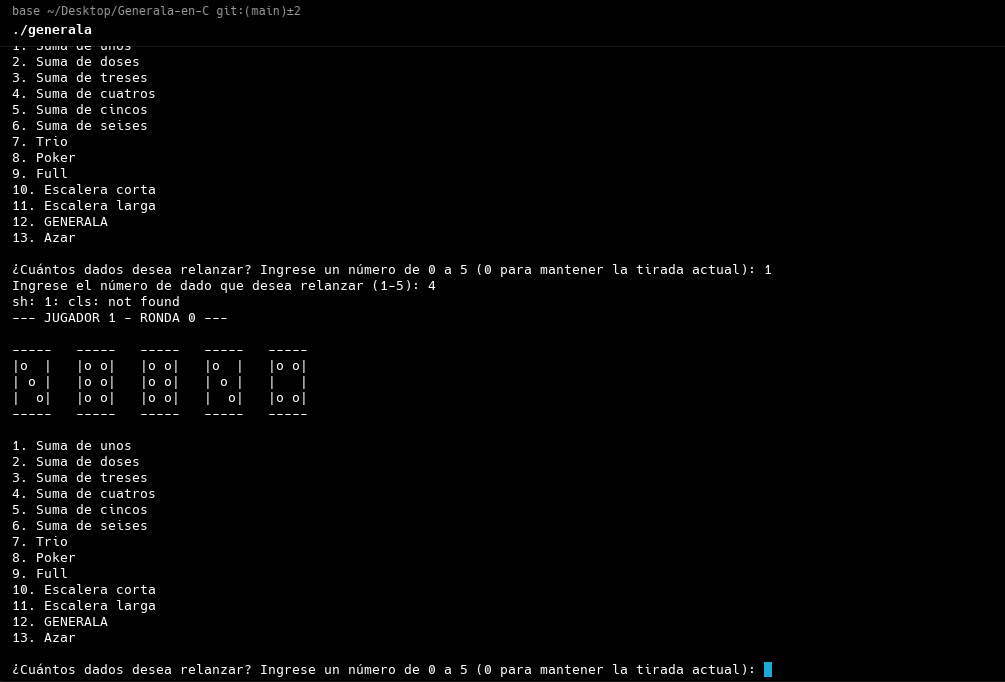 base ~/Desktop/Generala-en-C git:(main)±2
./generala
1. Suma de unos
2. Suma de doses
3. Suma de treses
4. Suma de cuatros
5. Suma de cincos
6. Suma de seises
7. Trio
8. Poker
9. Full
10. Escalera corta
11. Escalera larga
12. GENERALA
13. Azar
¿Cuántos dados desea relanzar? Ingrese un número de 0 a 5 (0 para mantener la tirada actual): 1
Ingrese el número de dado que desea relanzar (1-5): 4
sh: 1: cls: not found
--- JUGADOR 1 - RONDA 0 ---
-----   -----   -----   -----   -----
|o  |   |o o|   |o o|   |o  |   |o o|
| o |   |o o|   |o o|   | o |   |   |
|  o|   |o o|   |o o|   |  o|   |o o|
-----   -----   -----   -----   -----
1. Suma de unos
2. Suma de doses
3. Suma de treses
4. Suma de cuatros
5. Suma de cincos
6. Suma de seises
7. Trio
8. Poker
9. Full
10. Escalera corta
11. Escalera larga
12. GENERALA
13. Azar
¿Cuántos dados desea relanzar? Ingrese un número de 0 a 5 (0 para mantener la tirada actual):